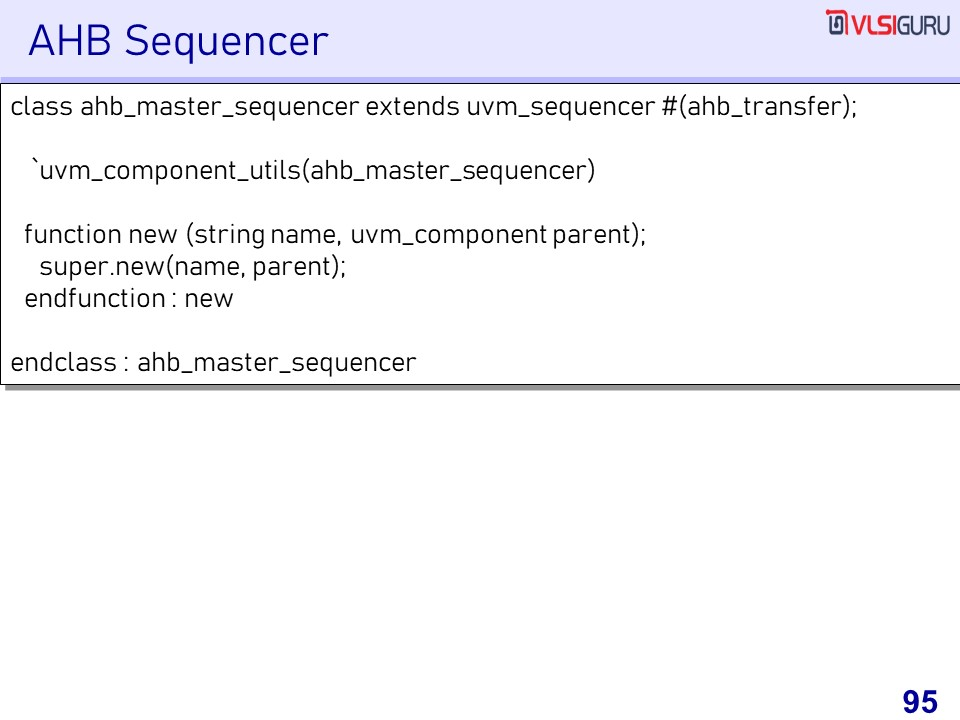 AHB Sequencer
VLSIGURU
class ahb_master_sequencer extends uvm_sequencer #(ahb_transfer);
`uvm_component_utils(ahb_master_sequencer)
function new (string name, uvm_component parent);
super.new(name, parent);
endfunction : new
endclass : ahb_master_sequencer
95